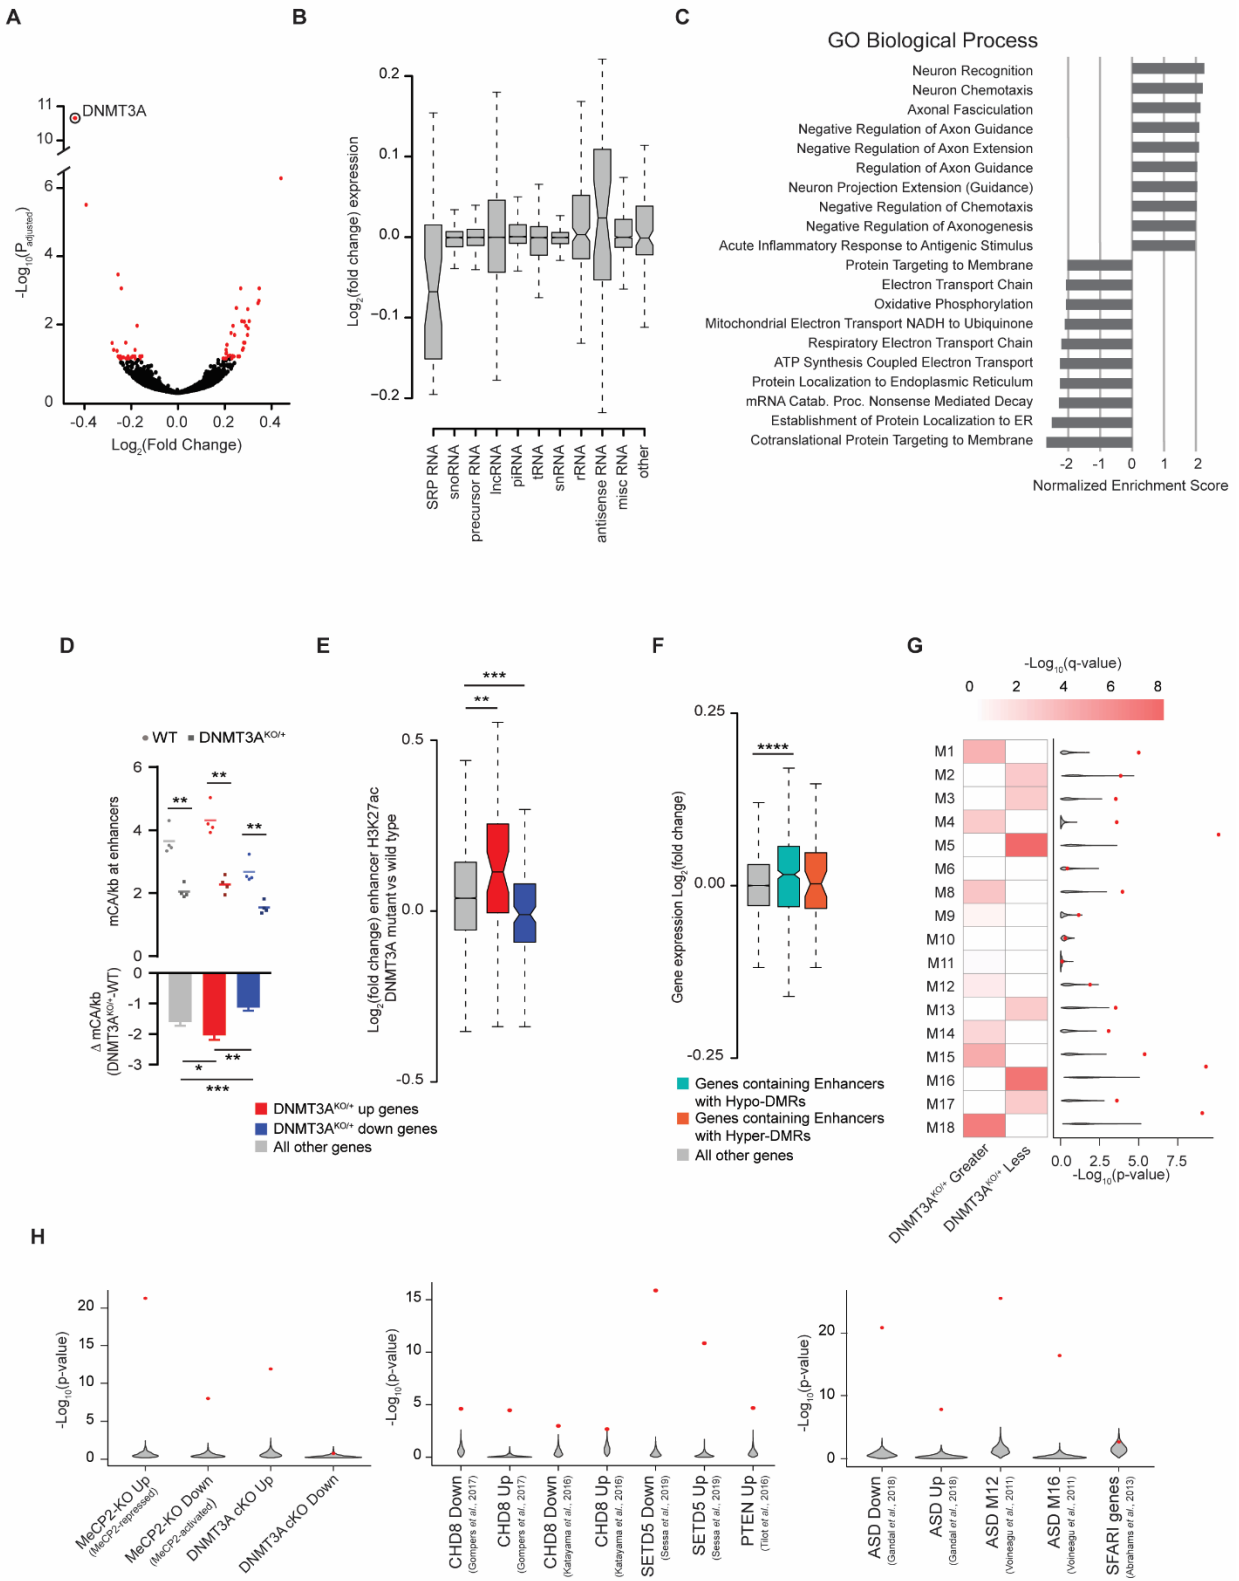 A
DNMT3A
11
10
6
4
2
0
-Log10(Padjusted)
-0.4
-0.2
0.0
0.2
0.4
Log2(Fold Change)
B
Log2(fold change) expression
0.2
0.1
0.0
−0.1
−0.2
SRP RNA
snoRNA
precursor RNA
lncRNA
piRNA
tRNA
snRNA
rRNA
antisense RNA
misc RNA
other
C
GO Biological Process
Neuron Recognition
Neuron Chemotaxis
Axonal Fasciculation
Negative Regulation of Axon Guidance
Negative Regulation of Axon Extension
Regulation of Axon Guidance
Neuron Projection Extension (Guidance)
Negative Regulation of Chemotaxis
Negative Regulation of Axonogenesis
Acute Inflammatory Response to Antigenic Stimulus
Protein Targeting to Membrane
Electron Transport Chain
Oxidative Phosphorylation
Mitochondrial Electron Transport NADH to Ubiquinone
Respiratory Electron Transport Chain
ATP Synthesis Coupled Electron Transport
Protein Localization to Endoplasmic Reticulum
mRNA Catab. Proc. Nonsense Mediated Decay
Establishment of Protein Localization to ER
Cotranslational Protein Targeting to Membrane
-2 -1 0 1 2
Normalized Enrichment Score
D
WT DNMT3AKO/+
mCA/kb at enhancers
6
4
2
0
**
**
**
Δ mCA/kb
(DNMT3AKO/+-WT)
0
-1
-2
-3
*
**
***
DNMT3AKO/+ up genes
DNMT3AKO/+ down genes
All other genes
E
Log2(fold change) enhancer H3K27ac
DNMT3A mutant vs wild type
0.5
0.0
-0.5
***
**
F
Gene expression Log2(fold change)
0.25
0.00
-0.25
****
Genes containing Enhancers
with Hypo-DMRs
Genes containing Enhancers
with Hyper-DMRs
All other genes
G
-Log10(q-value)
0 2 4 6 8
M1
M2
M3
M4
M5
M6
M8
M9
M10
M11
M12
M13
M14
M15
M16
M17
M18
DNMT3AKO/+ Greater
DNMT3AKO/+ Less
0.0 2.5 5.0 7.5
-Log10(p-value)
H
-Log10(p-value)
20
15
10
5
0
MeCP2-KO Up
(MeCP2-repressed)
MeCP2-KO Down
(MeCP2-activated)
DNMT3A cKO Up
DNMT3A cKO Down
-Log10(p-value)
15
10
5
0
CHD8 Down
(Gompers et al., 2017)
CHD8 Up
(Gompers et al., 2017)
CHD8 Down
(Katayama et al., 2016)
CHD8 Up
(Katayama et al., 2016)
SETD5 Down
(Sessa et al., 2019)
SETD5 Up
(Sessa et al., 2019)
PTEN Up
(Tilot et al., 2016)
-Log10(p-value)
20
10
0
ASD Down
(Gandal et al., 2018)
ASD Up
(Gandal et al., 2018)
ASD M12
(Voineagu et al., 2011)
ASD M16
(Voineagu et al., 2011)
SFARI genes
(Abrahams et al., 2013)